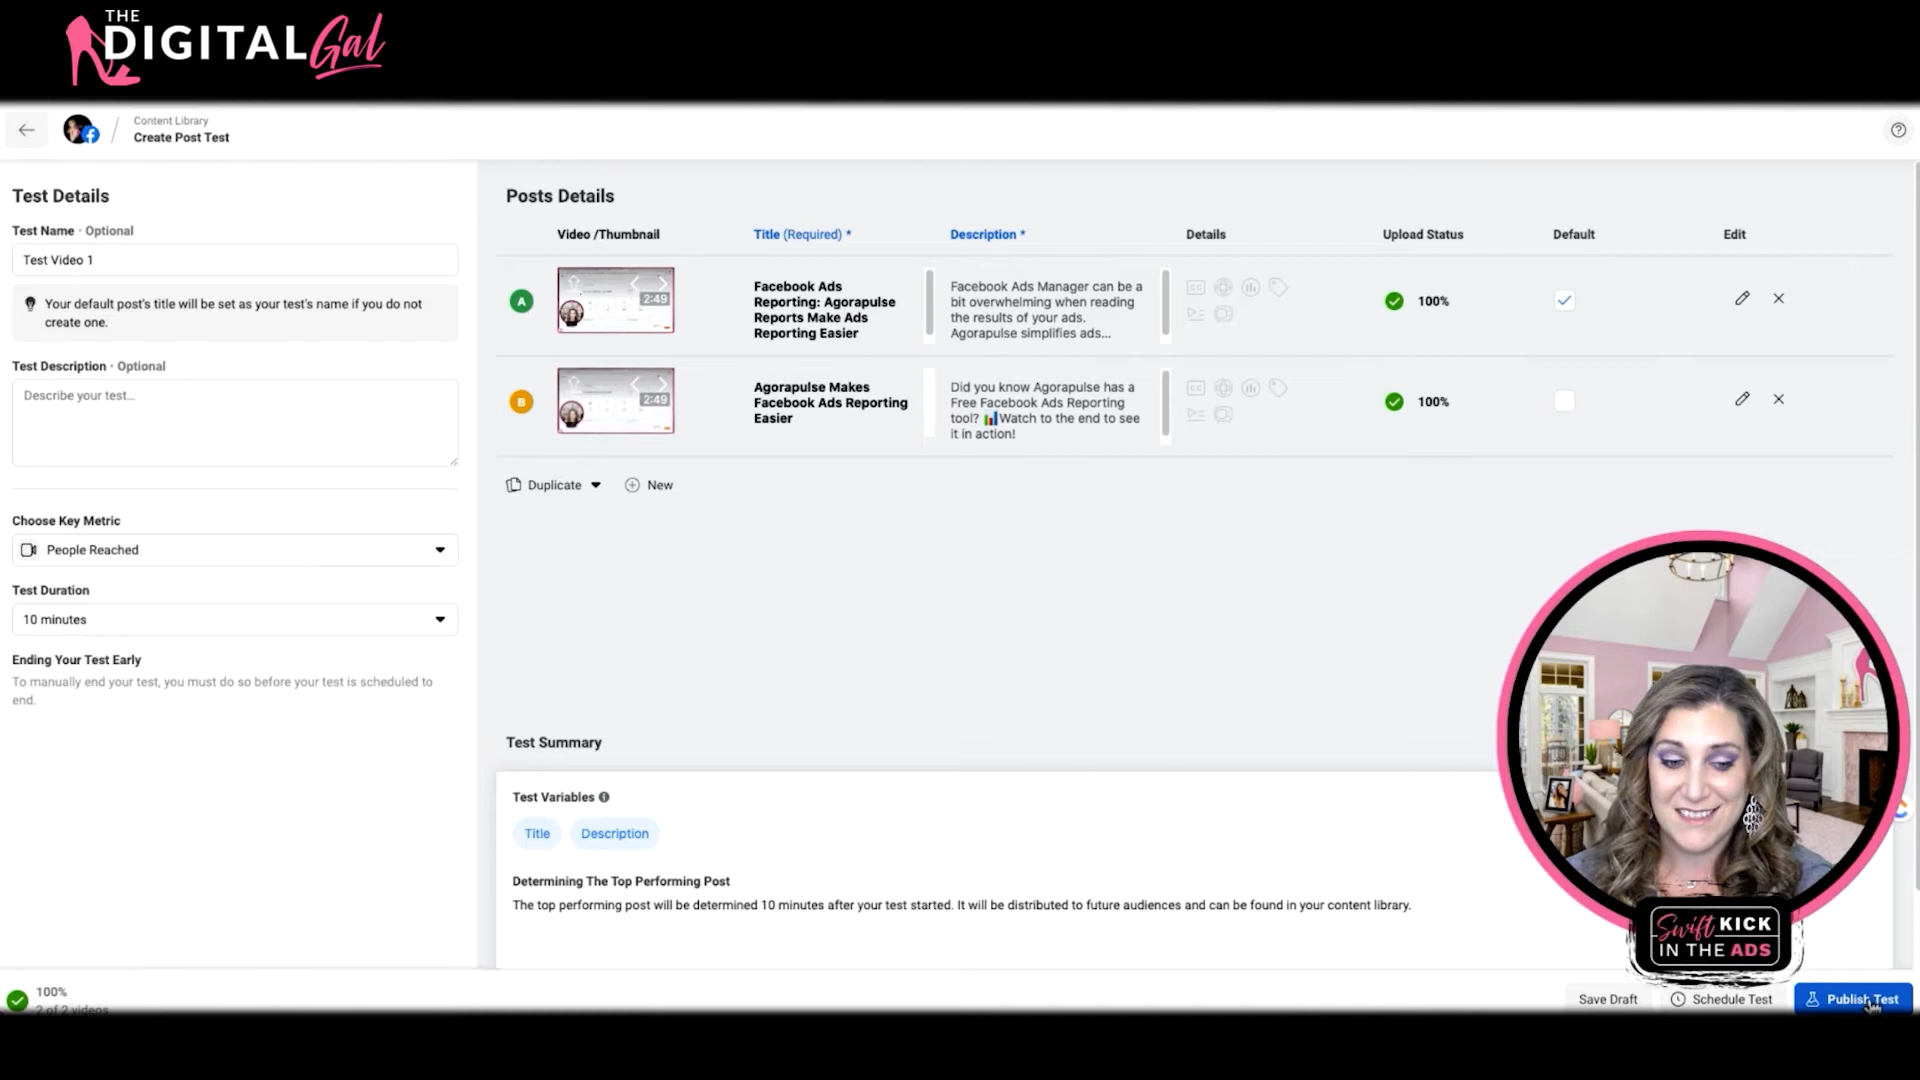 THE
DIGITAL Gal
Content Library
Create Post Test
Test Details
Test Name · Optional
Test Video 1
Your default post's title will be set as your test's name if you do not
create one.
Test Description · Optional
Describe your test...
Choose Key Metric
People Reached
Test Duration
10 minutes
Ending Your Test Early
To manually end your test, you must do so before your test is scheduled to
end.
Posts Details
Video /Thumbnail
Title (Required) *
Description *
Details
Upload Status
Default
Edit
A
2:49
Facebook Ads
Reporting: Agorapulse
Reports Make Ads
Reporting Easier
Facebook Ads Manager can be a
bit overwhelming when reading
the results of your ads.
Agorapulse simplifies ads...
CC
100%
B
2:49
Agorapulse Makes
Facebook Ads Reporting
Easier
Did you know Agorapulse has a
Free Facebook Ads Reporting
tool? 📊Watch to the end to see
it in action!
CC
100%
Duplicate
New
Test Summary
Test Variables
Title
Description
Determining The Top Performing Post
The top performing post will be determined 10 minutes after your test started. It will be distributed to future audiences and can be found in your content library.
Swift KICK
IN THE ADS
100%
2 of 2 videos
Save Draft
Schedule Test
Publish Test